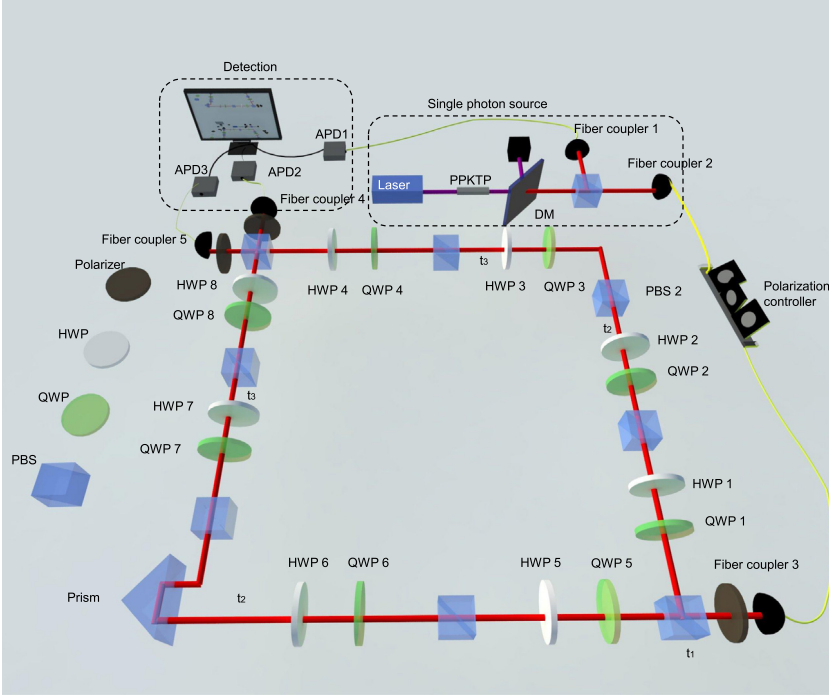 Detection
Single photon source
APD1
Fiber coupler 1
Fiber coupler 2
APD3
APD2
Laser
PPKTP
Fiber coupler 4
DM
Fiber coupler 5
t3
Polarizer
HWP 8
HWP 4
QWP 4
HWP 3
QWP 3
PBS 2
Polarization
controller
QWP 8
t2
HWP 2
HWP
QWP 2
t3
QWP
HWP 7
QWP 7
PBS
HWP 1
QWP 1
HWP 6
QWP 6
HWP 5
QWP 5
Fiber coupler 3
Prism
t2
t1